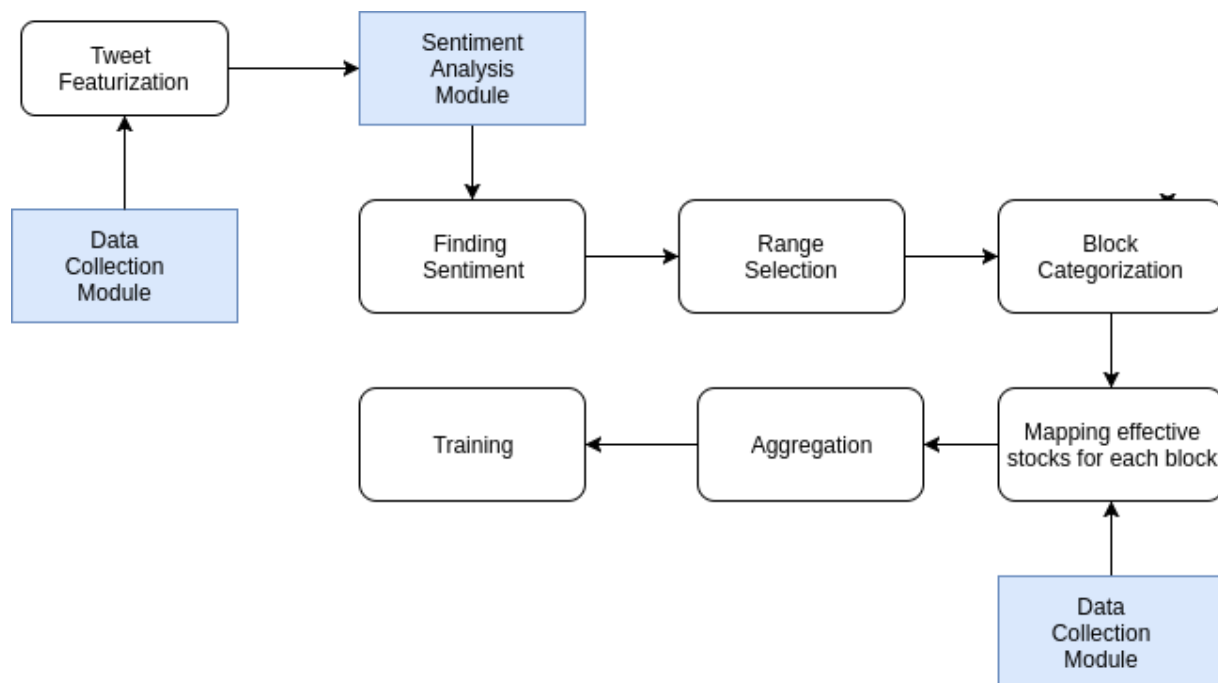 Tweet
Featurization
Sentiment
Analysis
Module
Data
Collection
Module
Finding
Sentiment
Range
Selection
Block
Categorization
Training
Aggregation
Mapping effective
stocks for each block
Data
Collection
Module